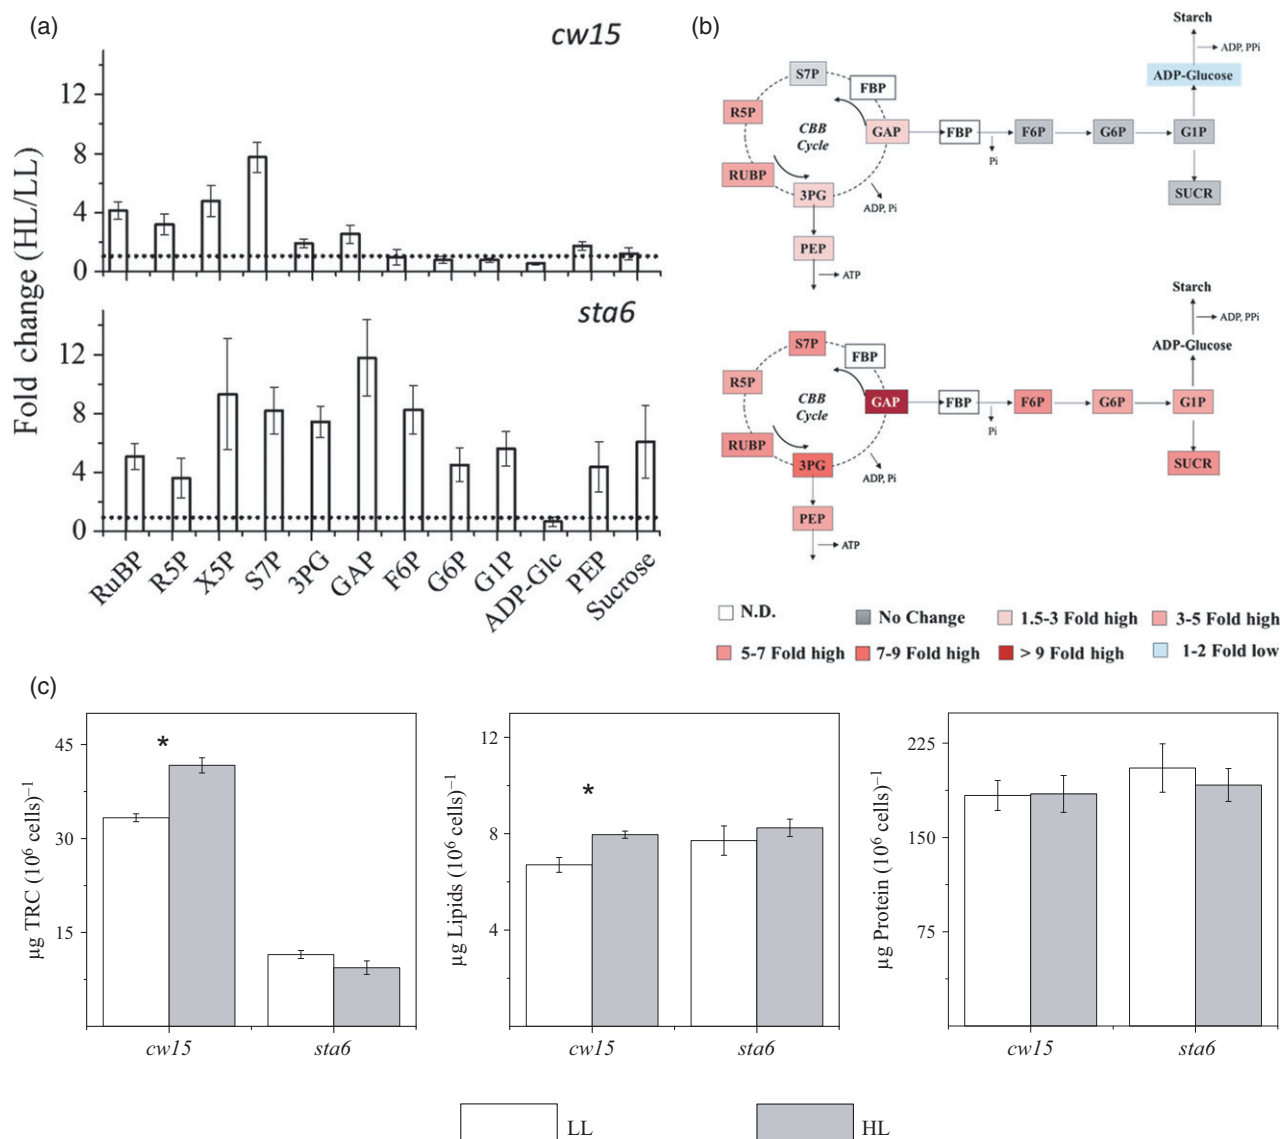 (a)
cw15
12
8
4
0
sta6
12
8
4
0
Fold change (HL/LL)
RuBP
R5P
X5P
S7P
3PG
GAP
F6P
G6P
G1P
ADP-Glc
PEP
Sucrose
(b)
Starch
ADP, PPi
ADP-Glucose
S7P
FBP
R5P
CBB
Cycle
GAP
FBP
F6P
G6P
G1P
Pi
RUBP
3PG
ADP, Pi
SUCR
PEP
ATP
Starch
ADP, PPi
ADP-Glucose
S7P
FBP
R5P
CBB
Cycle
GAP
FBP
F6P
G6P
G1P
Pi
RUBP
3PG
ADP, Pi
SUCR
PEP
ATP
N.D.
No Change
1.5-3 Fold high
3-5 Fold high
5-7 Fold high
7-9 Fold high
> 9 Fold high
1-2 Fold low
(c)
µg TRC (10⁶ cells)⁻¹
45
30
15
*
cw15
sta6
µg Lipids (10⁶ cells)⁻¹
12
8
4
*
cw15
sta6
µg Protein (10⁶ cells)⁻¹
225
150
75
cw15
sta6
LL
HL